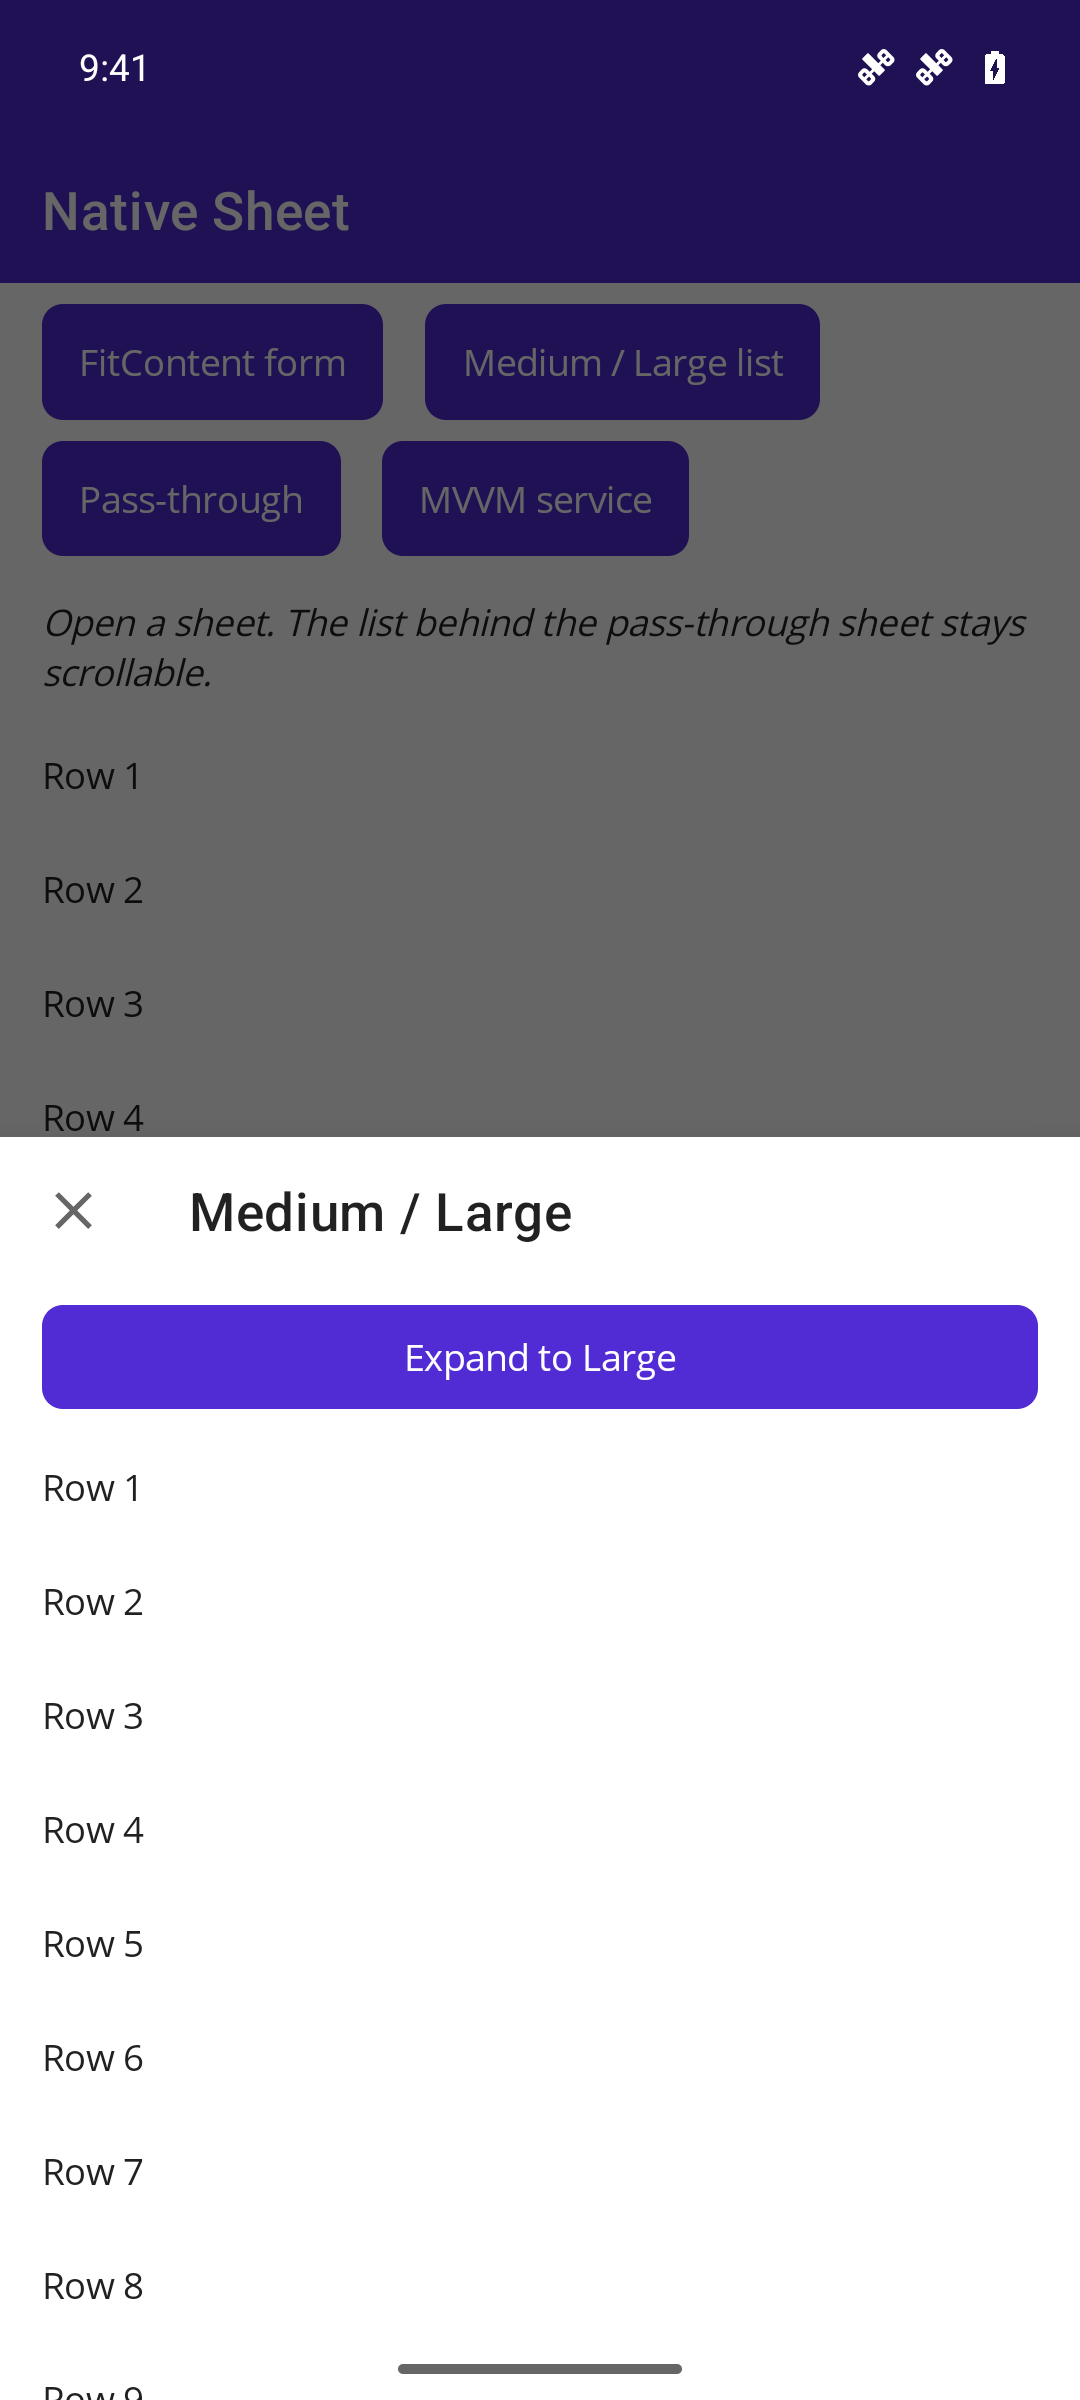 9:41
Native Sheet
FitContent form
Medium / Large list
Pass-through
MVVM service
Open a sheet. The list behind the pass-through sheet stays
scrollable.
Row 1
Row 2
Row 3
Row 4
Medium / Large
Expand to Large
Row 1
Row 2
Row 3
Row 4
Row 5
Row 6
Row 7
Row 8
Row 9